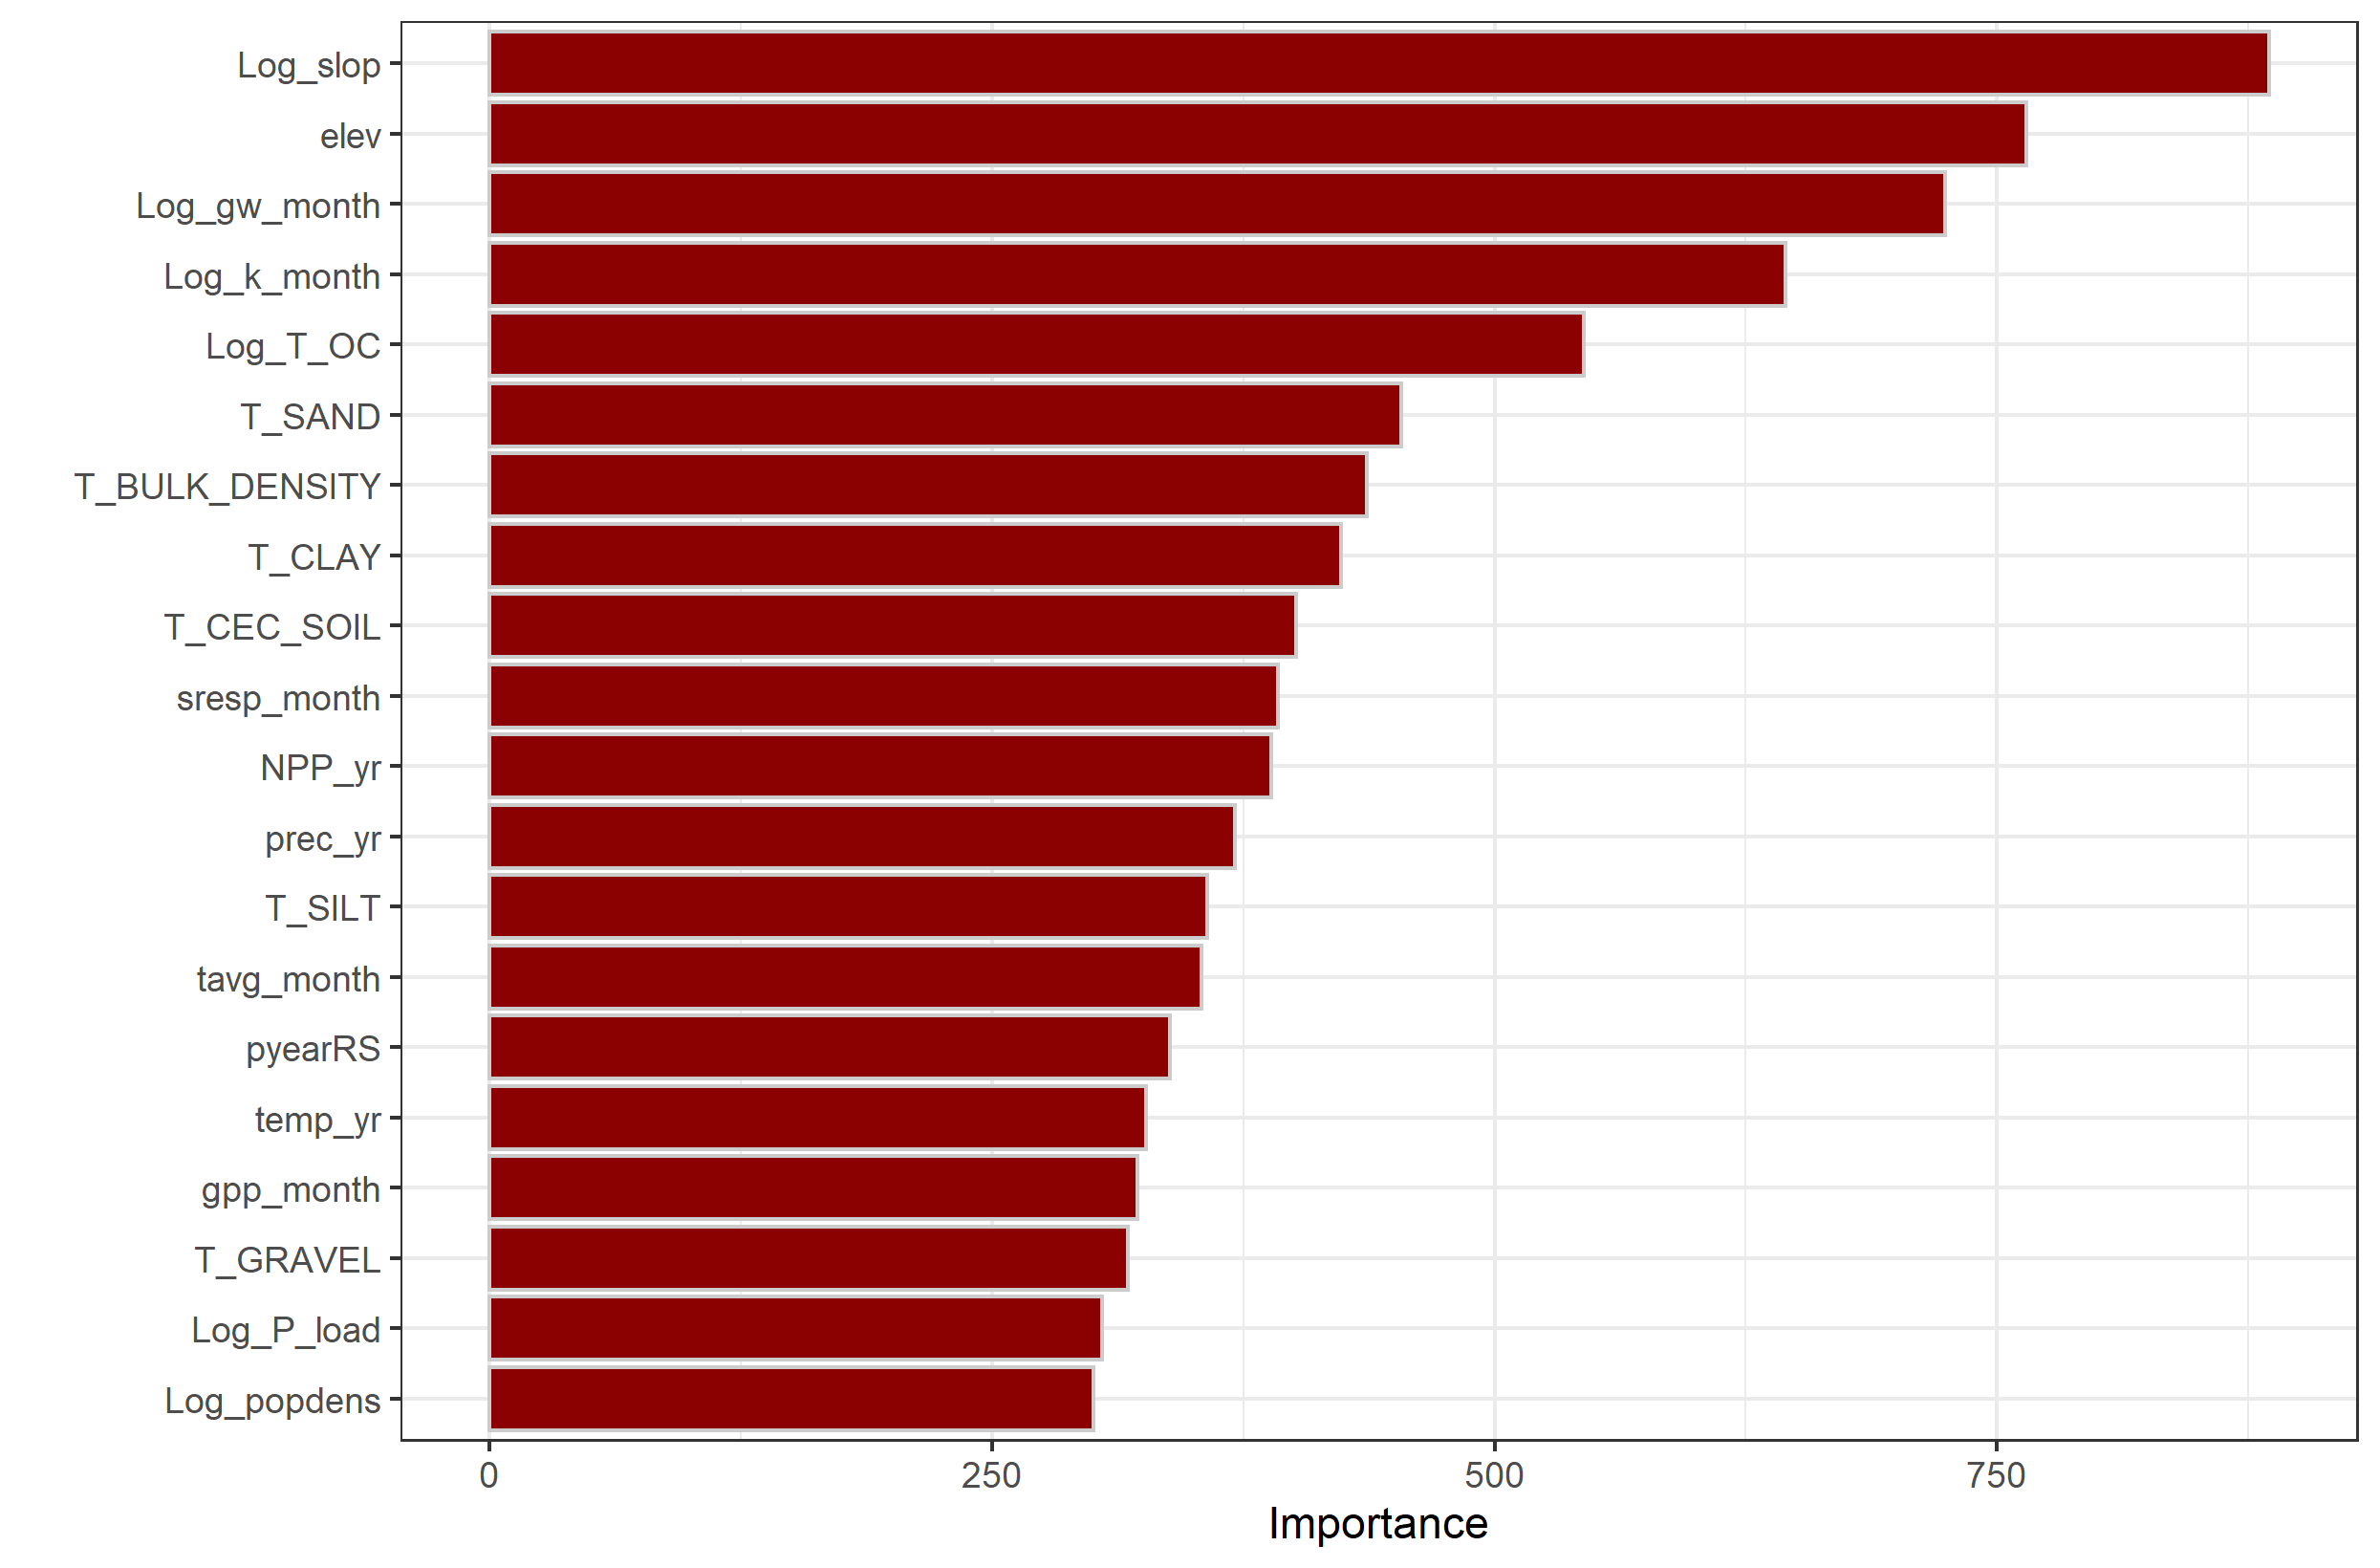 Log_slop
elev
Log_gw_month
Log_k_month
Log_T_OC
T_SAND
T_BULK_DENSITY
T_CLAY
T_CEC_SOIL
sresp_month
NPP_yr
prec_yr
T_SILT
tavg_month
pyearRS
temp_yr
gpp_month
T_GRAVEL
Log_P_load
Log_popdens
0 250 500 750
Importance